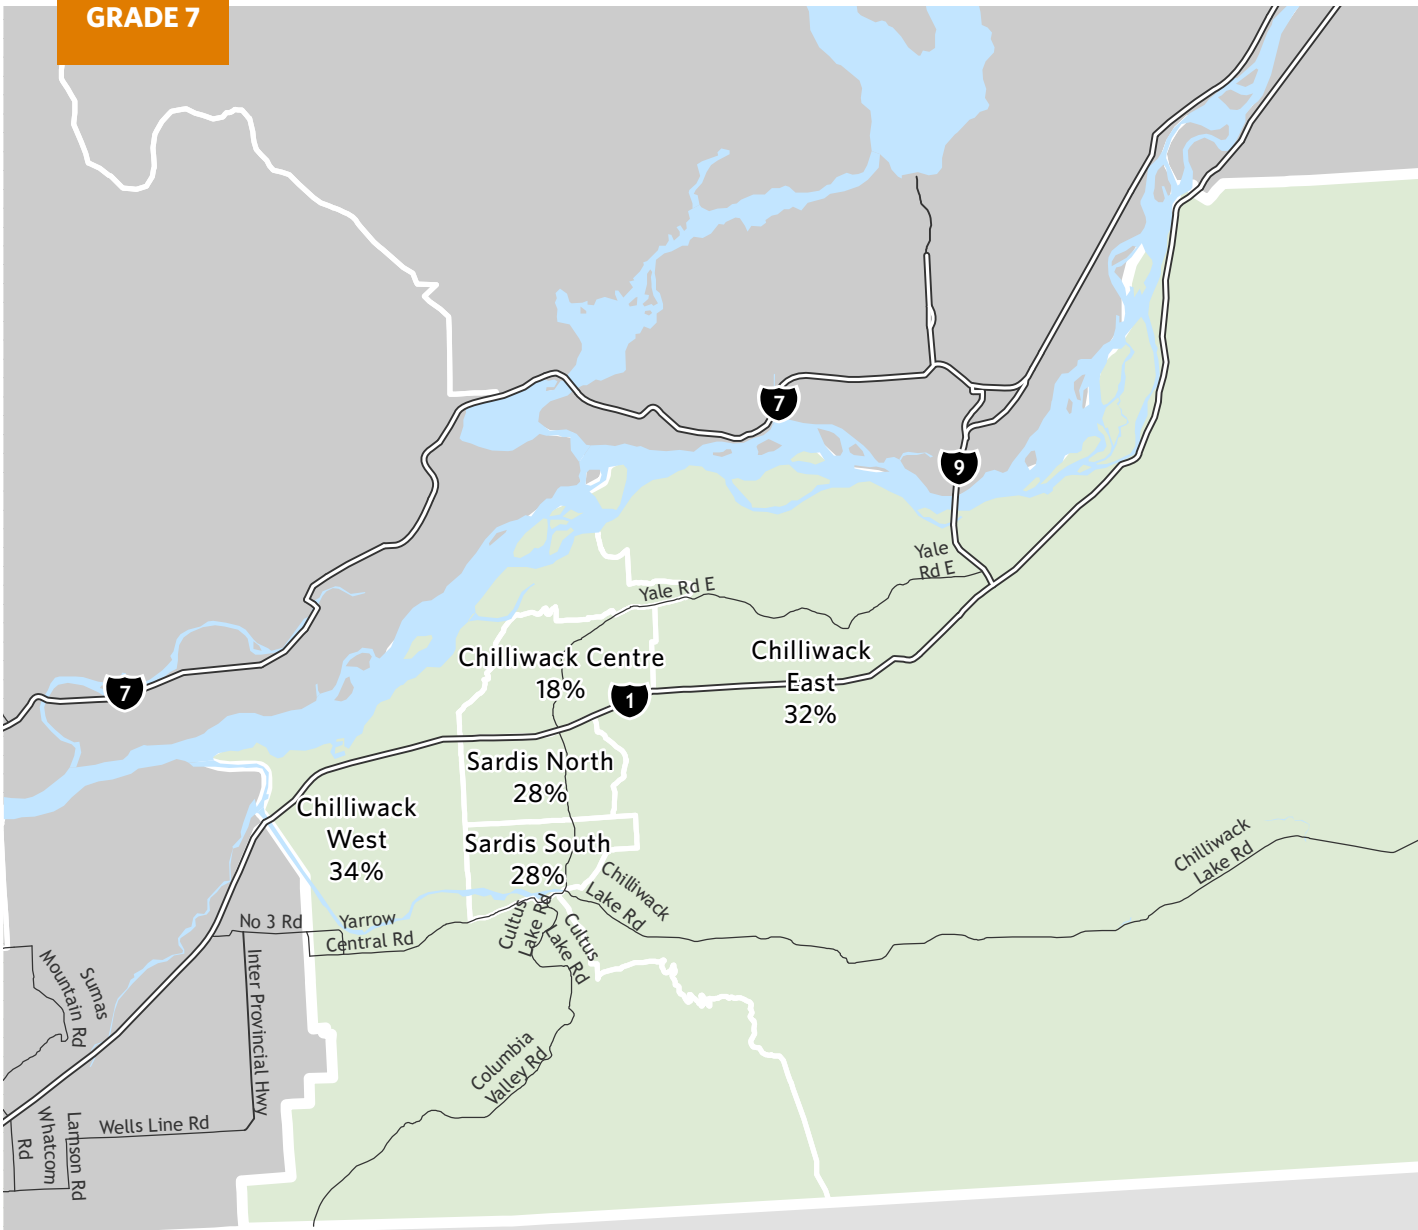 GRADE 7
7
9
Yale
Rd E
Yale Rd E
Chilliwack Centre
18%
Chilliwack
East
32%
7
1
Sardis North
28%
Chilliwack
West
34%
Sardis South
28%
Chilliwack
Lake Rd
Chilliwack
Lake Rd
No 3 Rd
Yarrow
Central Rd
Cultus
Lake Rd
Cultus
Lake Rd
Sumas
Mountain Rd
Inter Provincial Hwy
Columbia
Valley Rd
Wells Line Rd
Whatcom
Rd
Lamson Rd